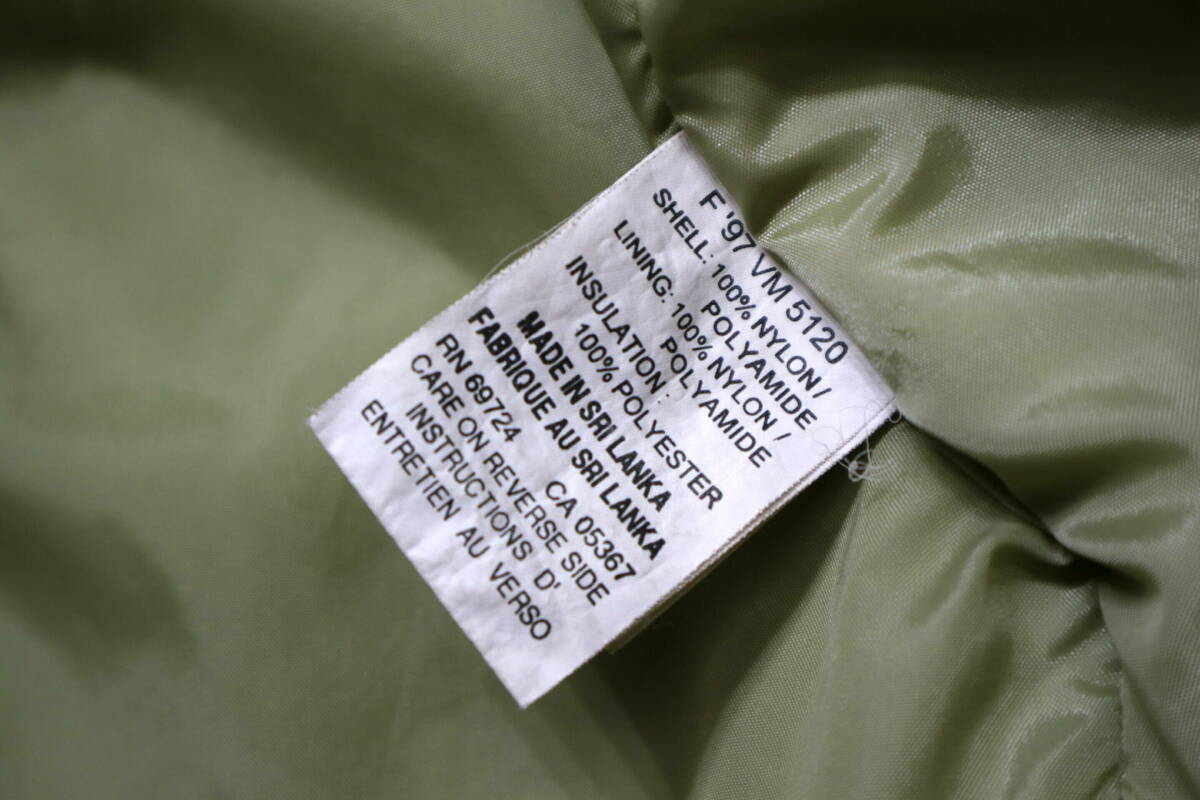 F '97 VM 5120
SHELL: 100% NYLON/
POLYAMIDE
LINING: 100% NYLON /
POLYAMIDE
INSULATION:
100% POLYESTER
MADE IN SRI LANKA
FABRIQUE AU SRI LANKA
RN 69724 CA 05367
CARE ON REVERSE SIDE
INSTRUCTIONS D'
ENTRETIEN AU VERSO